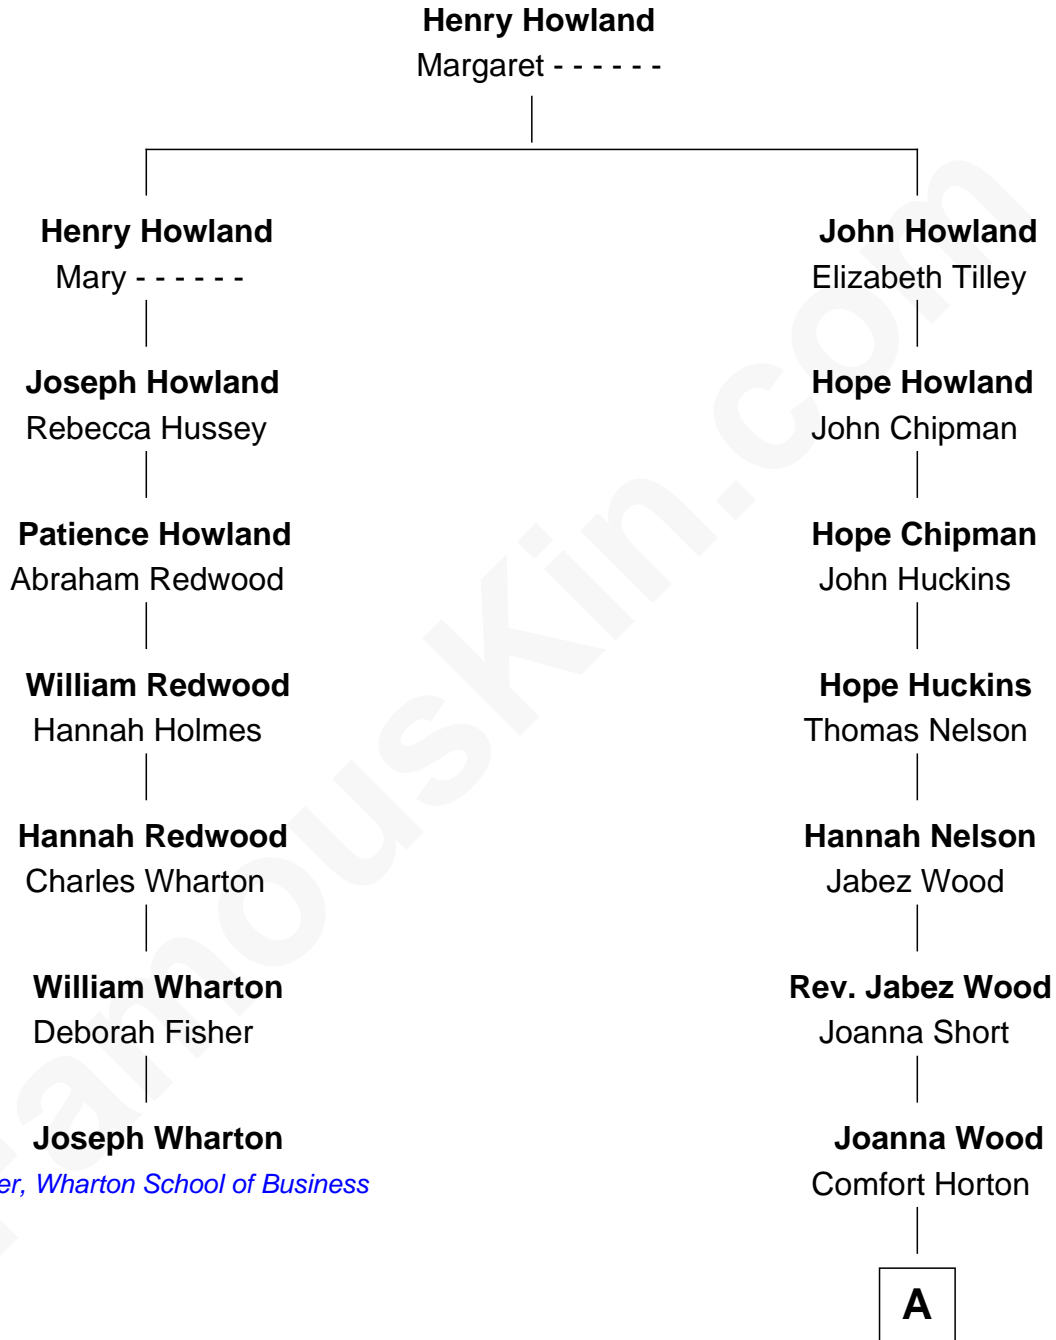 Henry Howland
Margaret - - - - - -
Henry Howland
John Howland
Mary - - - - - -
Elizabeth Tilley
Joseph Howland
Hope Howland
Rebecca Hussey
John Chipman
Patience Howland
Hope Chipman
Abraham Redwood
John Huckins
William Redwood
Hope Huckins
Hannah Holmes
Thomas Nelson
Hannah Redwood
Hannah Nelson
Charles Wharton
Jabez Wood
William Wharton
Rev. Jabez Wood
Deborah Fisher
Joanna Short
Joseph Wharton
Joanna Wood
er, Wharton School of Business
Comfort Horton
A
FamousKin.com